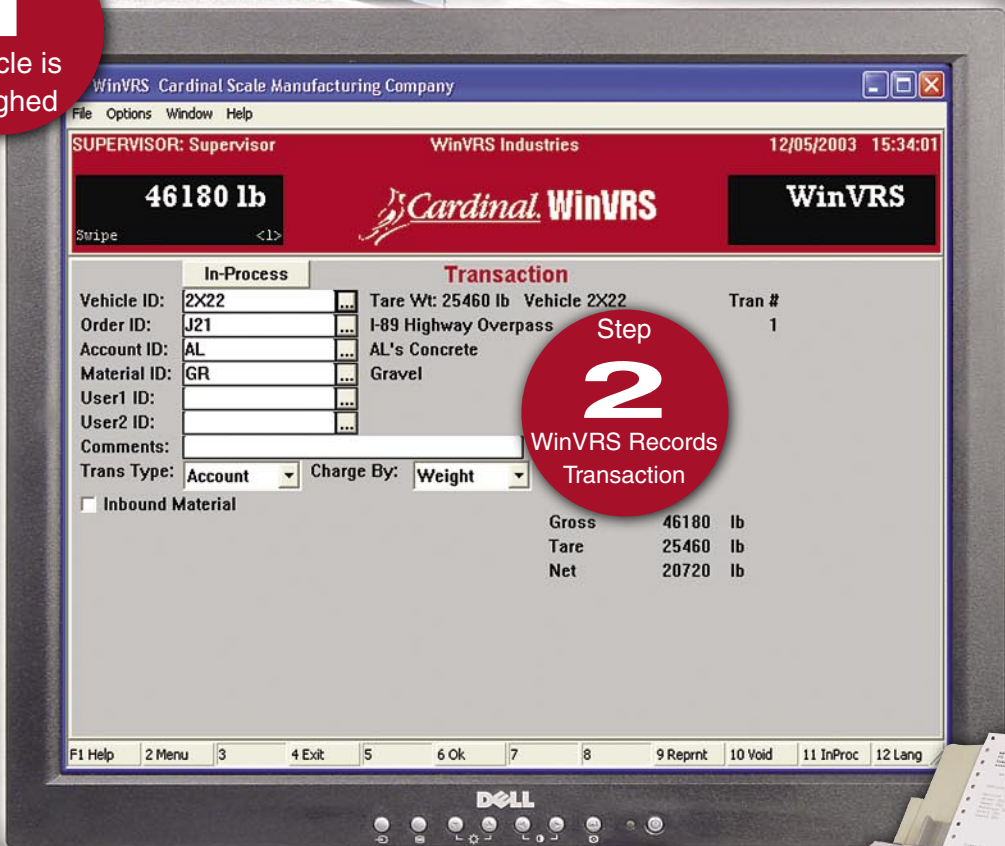 cle is
ghed
WinVRS Cardinal Scale Manufacturing Company
File Options Window Help
SUPERVISOR: Supervisor WinVRS Industries 12/05/2003 15:34:01
46180 lb
Swipe <1>
Cardinal. WinVRS
WinVRS
In-Process Transaction
Vehicle ID: 2X22 ... Tare Wt: 25460 lb Vehicle 2X22 Tran #
Order ID: J21 ... I-89 Highway Overpass 1
Account ID: AL ... AL's Concrete
Material ID: GR ... Gravel
User1 ID: ...
User2 ID: ...
Comments:
Trans Type: Account Charge By: Weight
Inbound Material
Step
2
WinVRS Records
Transaction
Gross 46180 lb
Tare 25460 lb
Net 20720 lb
F1 Help 2 Menu 3 4 Exit 5 6 Ok 7 8 9 Reprnt 10 Void 11 InProc 12 Lang
DELL